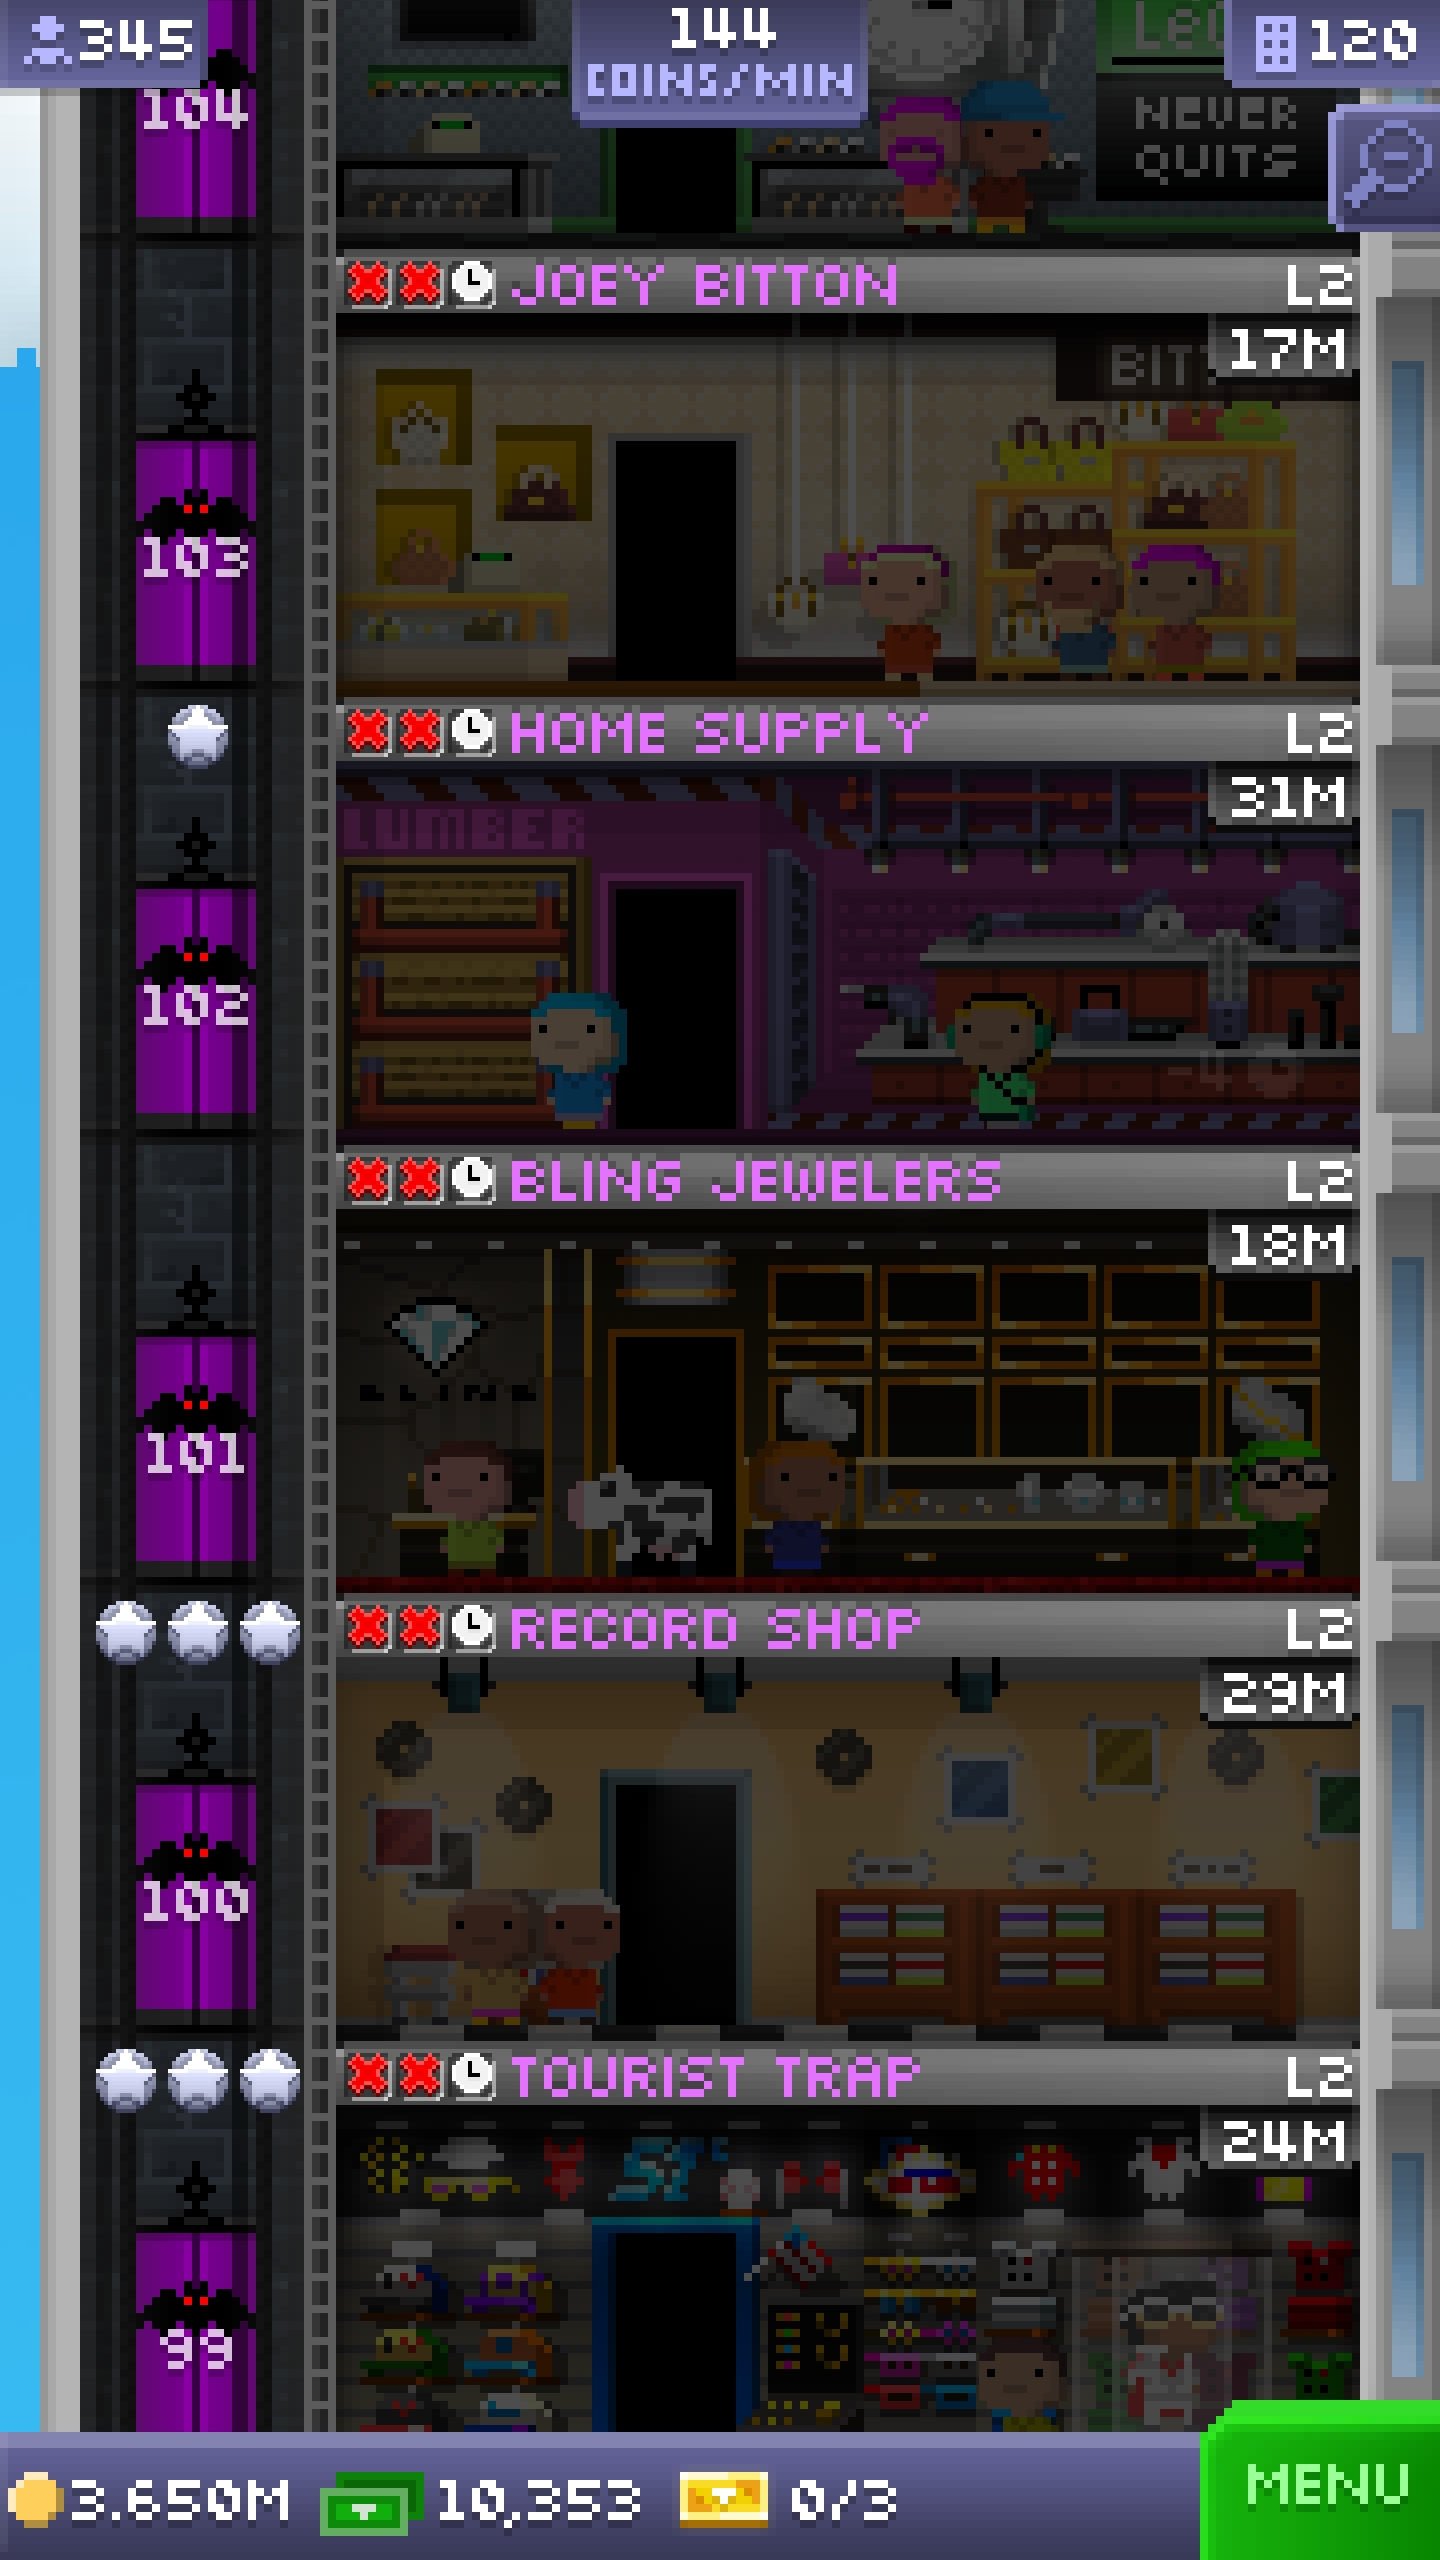 345
144
COINS/MIN
120
104
NEVER
QUITS
JOEY BITTON L2
17M
BIT
103
HOME SUPPLY L2
31M
LUMBER
102
BLING JEWELERS L2
18M
BLING
101
RECORD SHOP L2
29M
100
TOURIST TRAP L2
24M
99
3.650M 10,353 0/3
MENU